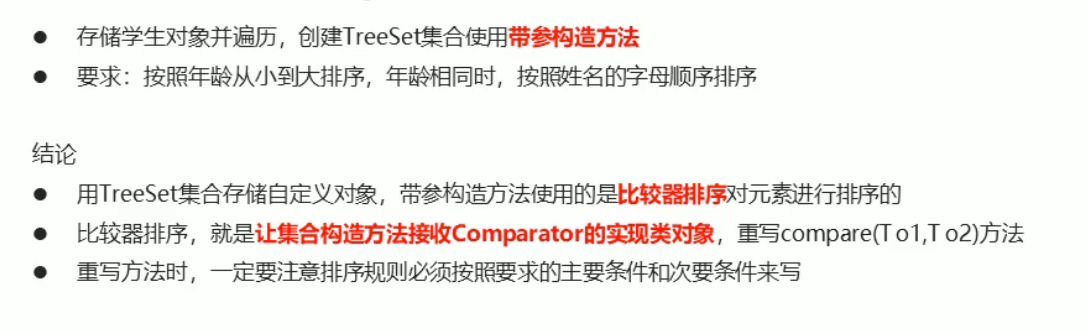 ● 存储学生对象并遍历，创建TreeSet集合使用带参构造方法
● 要求：按照年龄从小到大排序，年龄相同时，按照姓名的字母顺序排序
结论
● 用TreeSet集合存储自定义对象，带参构造方法使用的是比较器排序对元素进行排序的
● 比较器排序，就是让集合构造方法接收Comparator的实现类对象，重写compare(T o1,T o2)方法
● 重写方法时，一定要注意排序规则必须按照要求的主要条件和次要条件来写